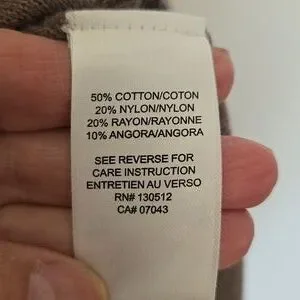 50% COTTON/COTON
20% NYLON/NYLON
20% RAYON/RAYONNE
10% ANGORA/ANGORA
SEE REVERSE FOR
CARE INSTRUCTION
ENTRETIEN AU VERSO
RN# 130512
CA# 07043